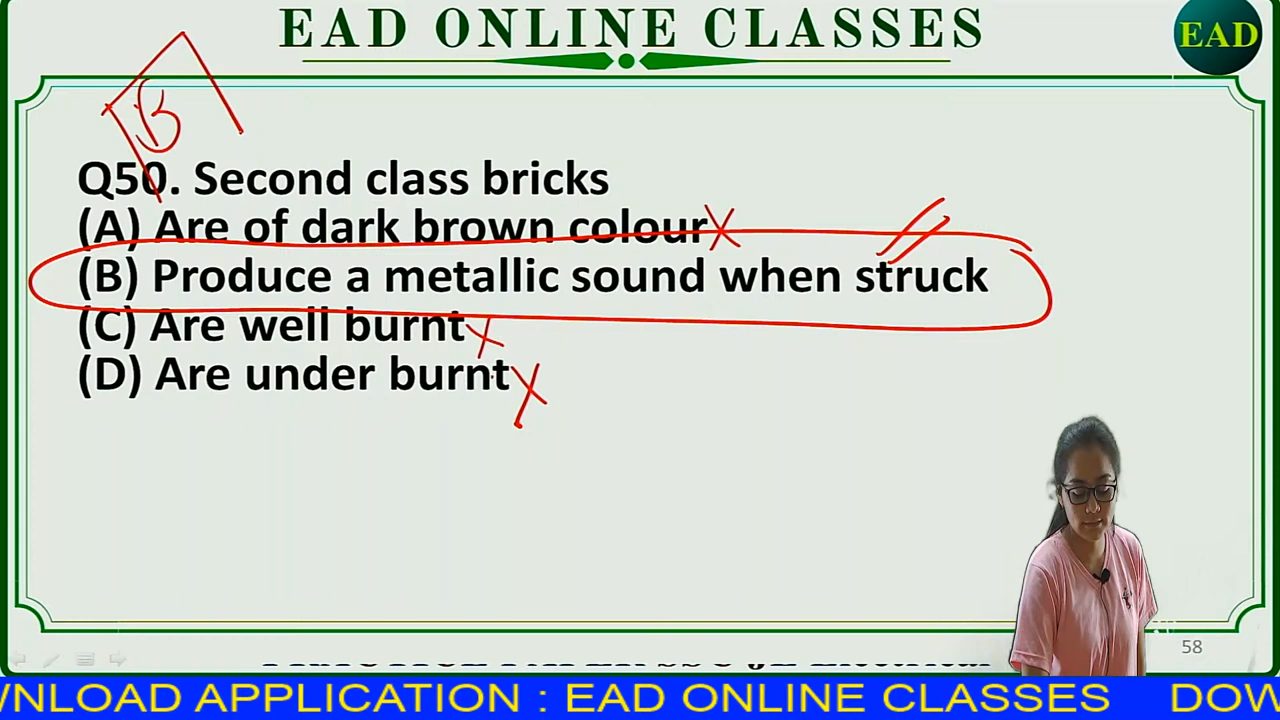 EAD ONLINE CLASSES
EAD
B
Q50. Second class bricks
(A) Are of dark brown colour
(B) Produce a metallic sound when struck
(C) Are well burnt
(D) Are under burnt
58
WNLOAD APPLICATION : EAD ONLINE CLASSES DOW